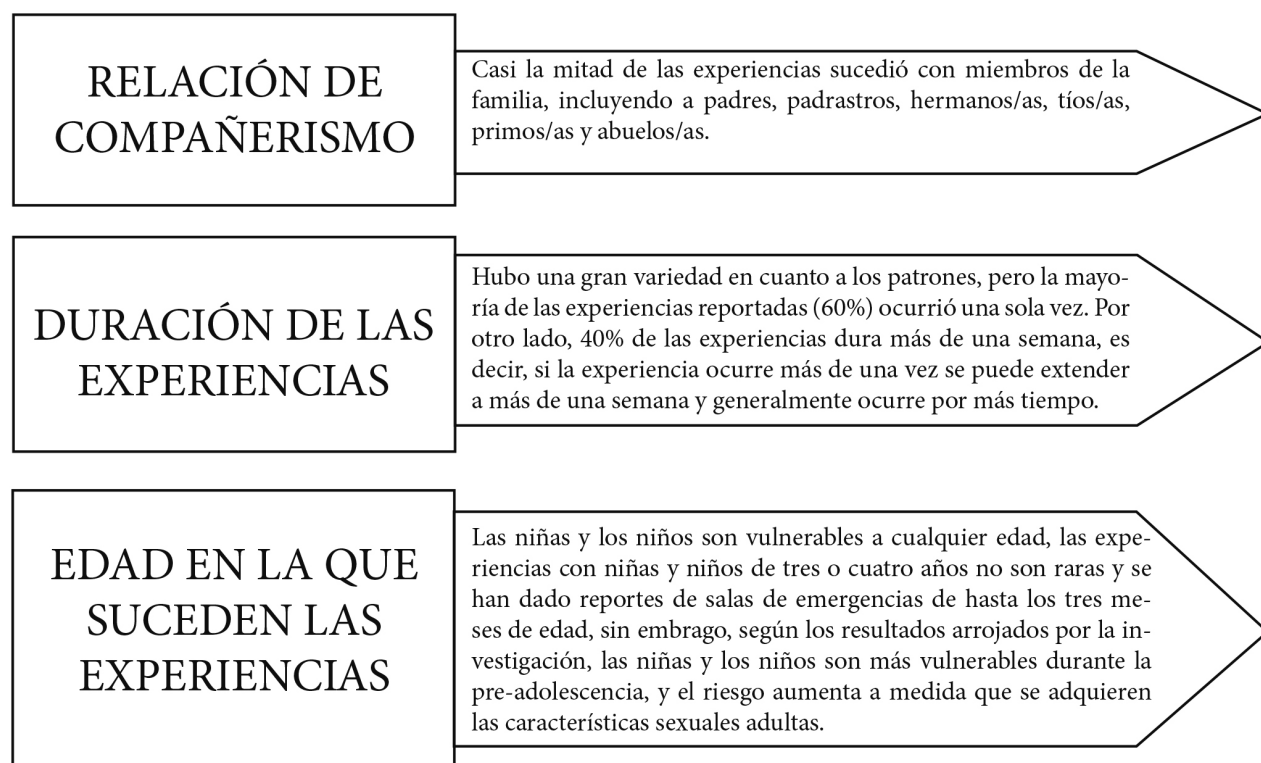 RELACIÓN DE
COMPAÑERISMO
Casi la mitad de las experiencias sucedió con miembros de la
familia, incluyendo a padres, padrastros, hermanos/as, tíos/as,
primos/as y abuelos/as.
DURACIÓN DE LAS
EXPERIENCIAS
Hubo una gran variedad en cuanto a los patrones, pero la mayo-
ría de las experiencias reportadas (60%) ocurrió una sola vez. Por
otro lado, 40% de las experiencias dura más de una semana, es
decir, si la experiencia ocurre más de una vez se puede extender
a más de una semana y generalmente ocurre por más tiempo.
EDAD EN LA QUE
SUCEDEN LAS
EXPERIENCIAS
Las niñas y los niños son vulnerables a cualquier edad, las expe-
riencias con niñas y niños de tres o cuatro años no son raras y se
han dado reportes de salas de emergencias de hasta los tres me-
ses de edad, sin embrago, según los resultados arrojados por la in-
vestigación, las niñas y los niños son más vulnerables durante la
pre-adolescencia, y el riesgo aumenta a medida que se adquieren
las características sexuales adultas.